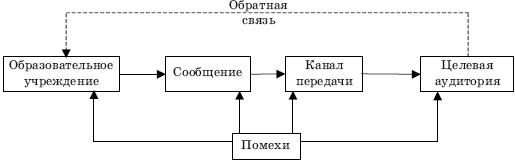 Обратная
связь
Образовательное
учреждение
Сообщение
Канал
передачи
Целевая
аудитория
Помехи